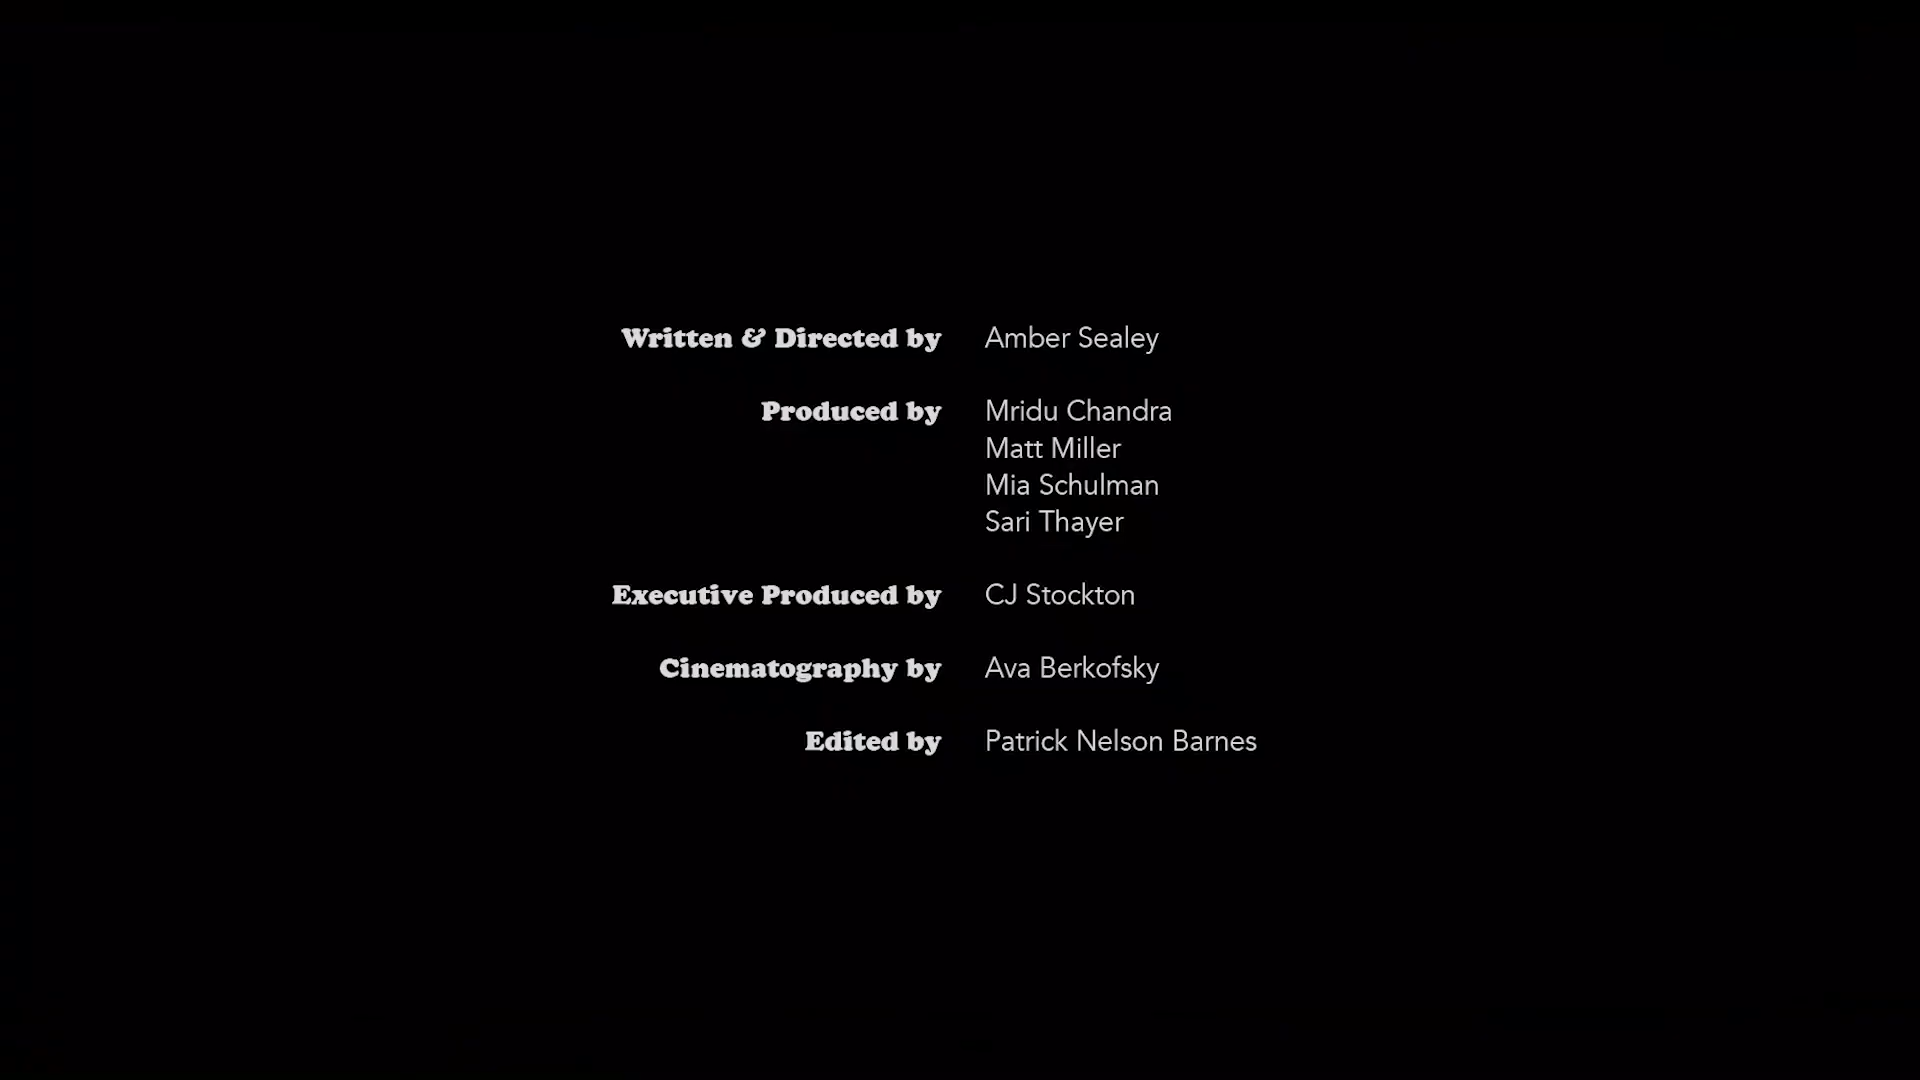 Written & Directed by Amber Sealey
Produced by Mridu Chandra
Matt Miller
Mia Schulman
Sari Thayer
Executive Produced by CJ Stockton
Cinematography by Ava Berkofsky
Edited by Patrick Nelson Barnes